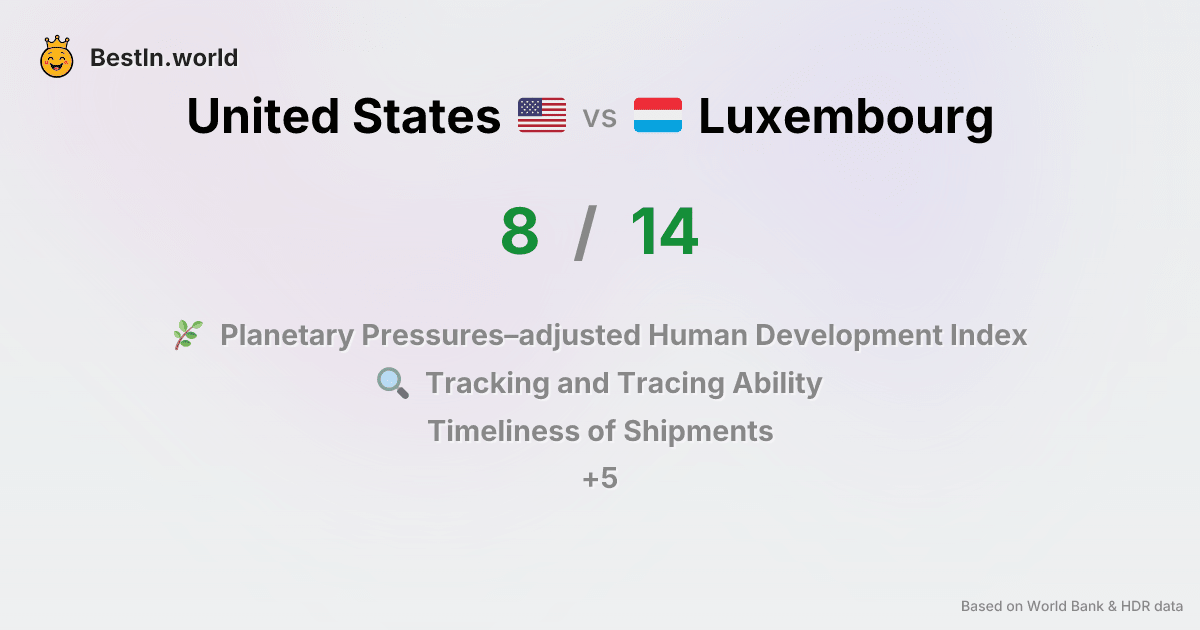 BestIn.world
United States vs Luxembourg
8 / 14
Planetary Pressures–adjusted Human Development Index
Tracking and Tracing Ability
Timeliness of Shipments
+5
Based on World Bank & HDR data